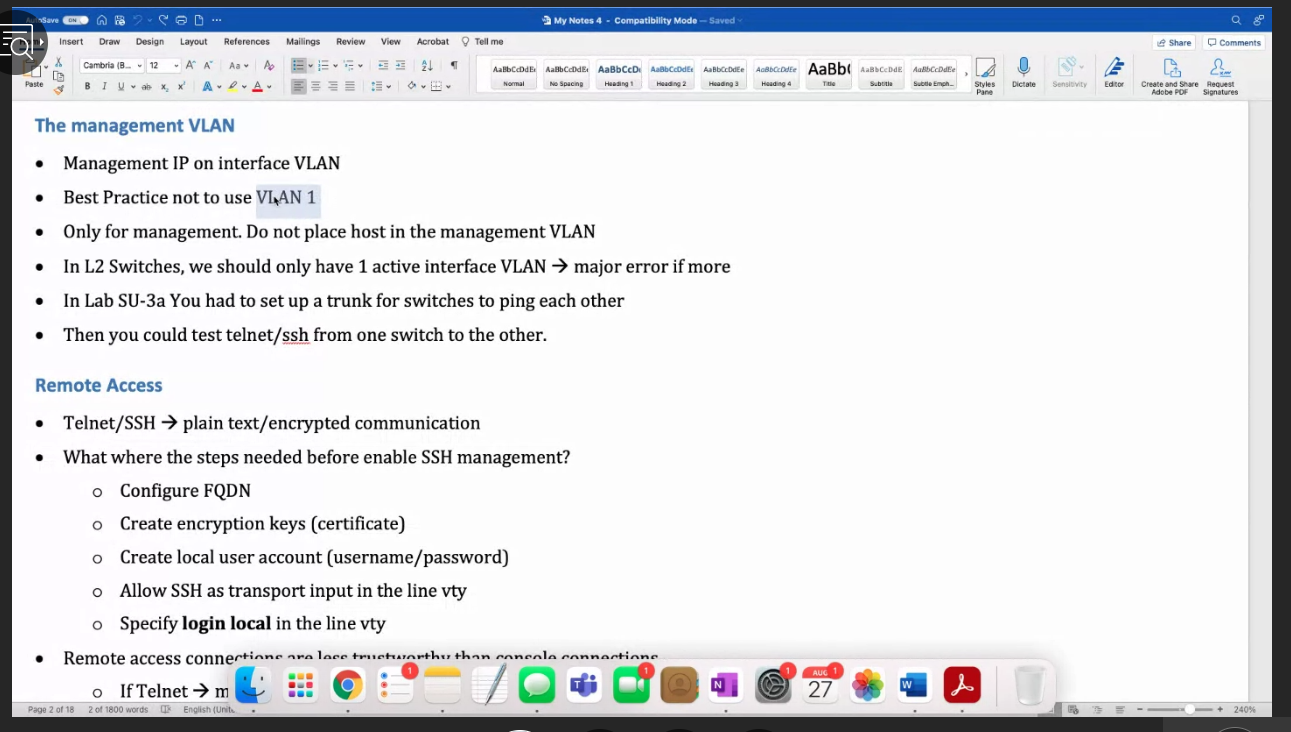 AutoSave ON
My Notes 4 - Compatibility Mode — Saved
Insert Draw Design Layout References Mailings Review View Acrobat Tell me
Share Comments
Paste
Cambria (B... 12
AaBbCcDdEe AaBbCcDdEe AaBbCcDc AaBbCcDdEe AaBbCcDdEe AaBbCcDdEe AaBb( AaBbCcDdE AaBbCcDdEe
Normal No Spacing Heading 1 Heading 2 Heading 3 Heading 4 Title Subtitle Subtle Emph...
Styles Pane Dictate Sensitivity Editor Create and Share Adobe PDF Request Signatures
The management VLAN
• Management IP on interface VLAN
• Best Practice not to use VLAN 1
• Only for management. Do not place host in the management VLAN
• In L2 Switches, we should only have 1 active interface VLAN → major error if more
• In Lab SU-3a You had to set up a trunk for switches to ping each other
• Then you could test telnet/ssh from one switch to the other.
Remote Access
• Telnet/SSH → plain text/encrypted communication
• What where the steps needed before enable SSH management?
o Configure FQDN
o Create encryption keys (certificate)
o Create local user account (username/password)
o Allow SSH as transport input in the line vty
o Specify login local in the line vty
• Remote access connections are less trustworthy than console connections
o If Telnet → m
AUG
27
Page 2 of 18 2 of 1800 words English (Unit 240%